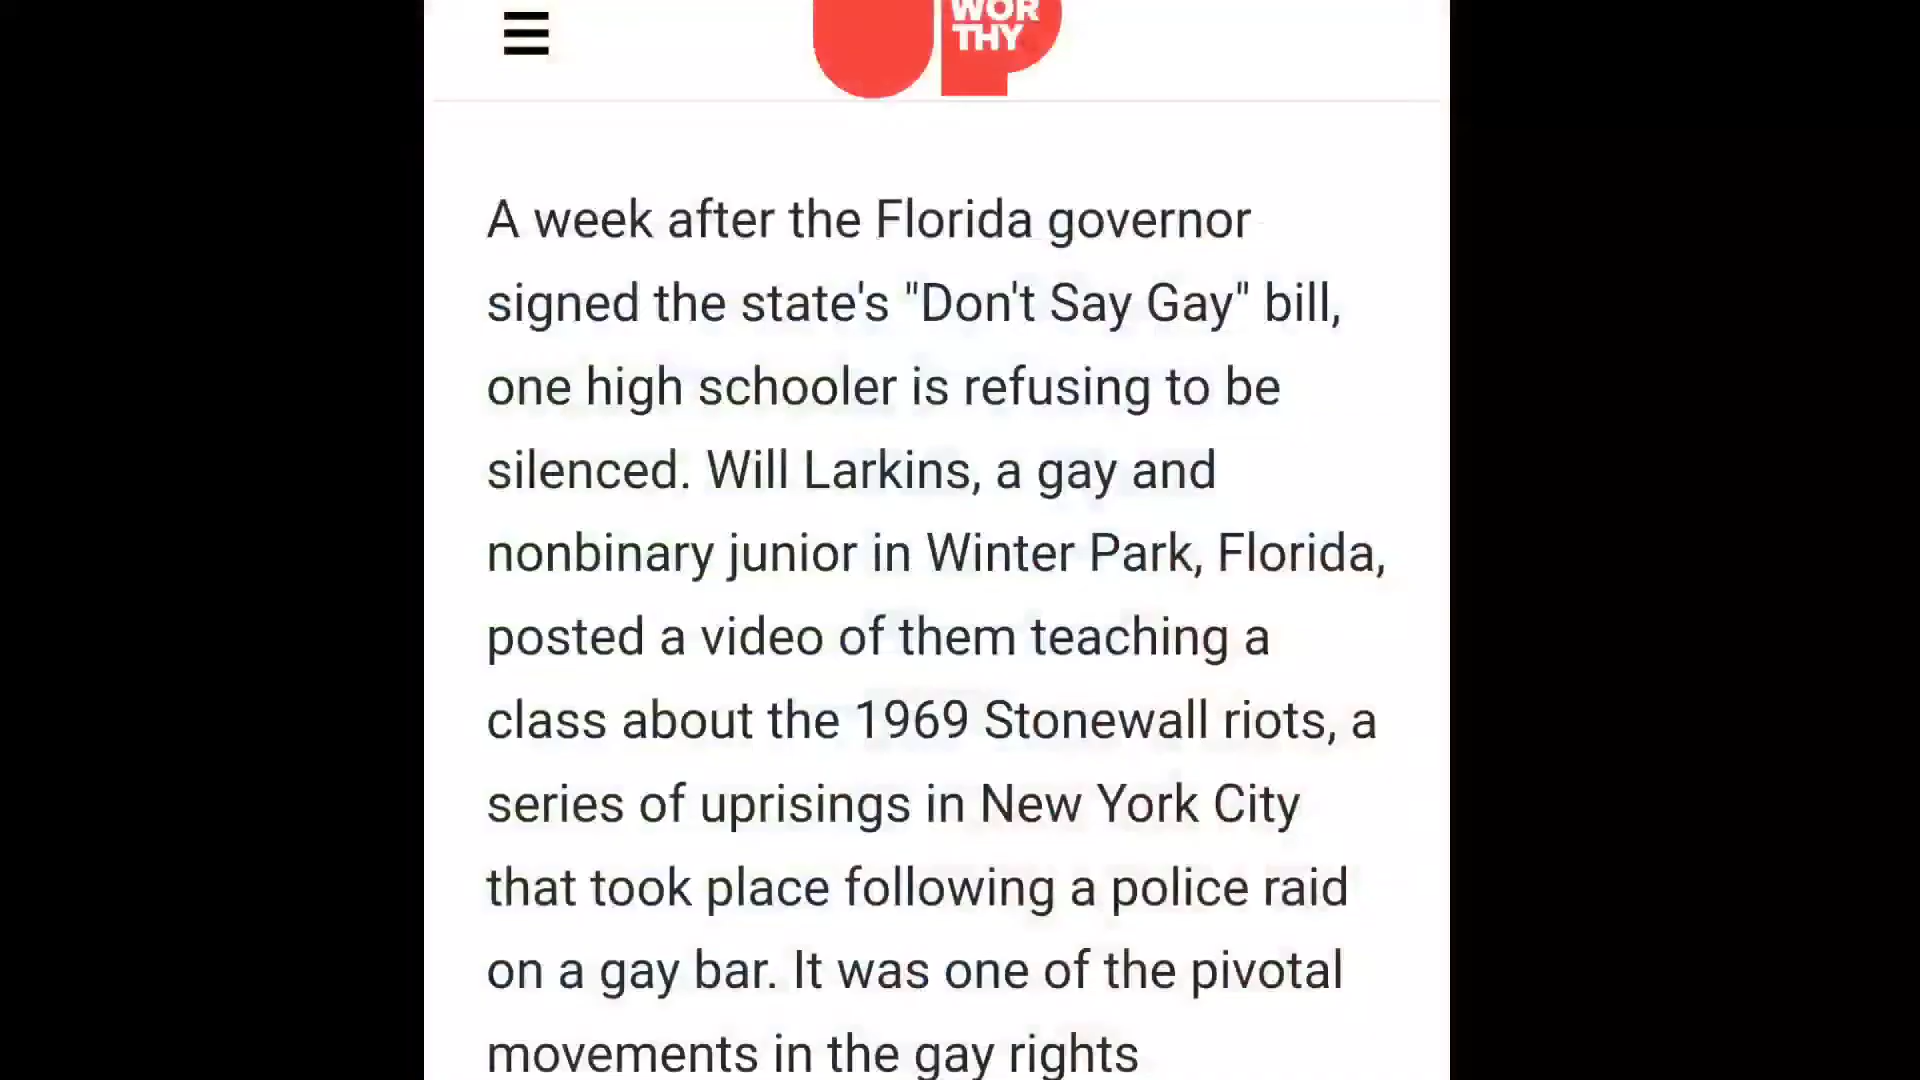 WOR
THY
A week after the Florida governor
signed the state's "Don't Say Gay" bill,
one high schooler is refusing to be
silenced. Will Larkins, a gay and
nonbinary junior in Winter Park, Florida,
posted a video of them teaching a
class about the 1969 Stonewall riots, a
series of uprisings in New York City
that took place following a police raid
on a gay bar. It was one of the pivotal
movements in the gay rights